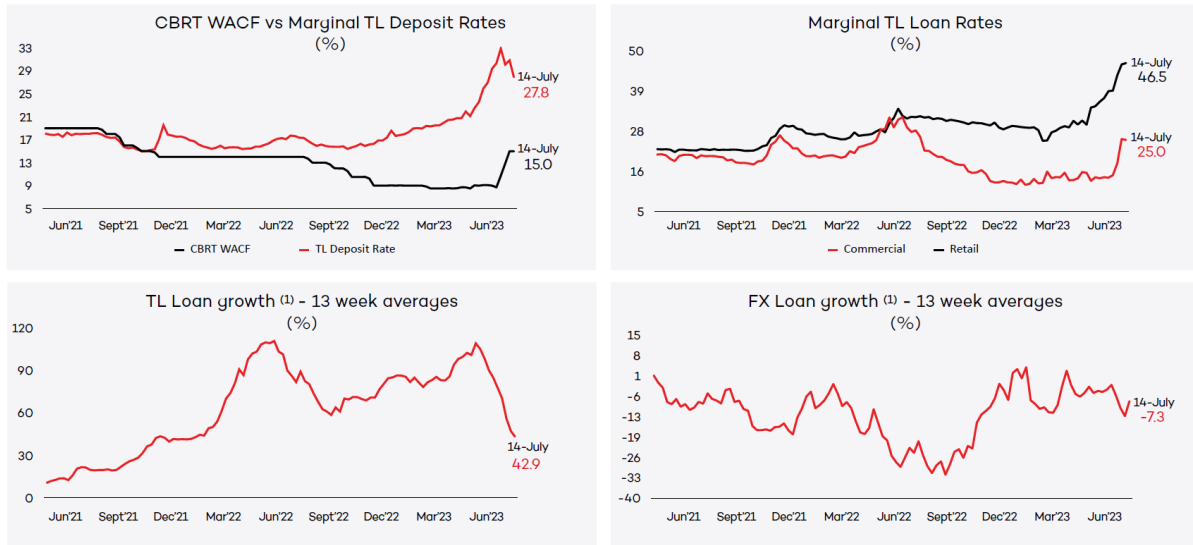 CBRT WACF vs Marginal TL Deposit Rates
(%)
33
29
25
21
17
13
9
5
14-July
27.8
14-July
15.0
Jun'21 Sept'21 Dec'21 Mar'22 Jun'22 Sept'22 Dec'22 Mar'23 Jun'23
CBRT WACF TL Deposit Rate
Marginal TL Loan Rates
(%)
50
39
28
16
5
14-July
46.5
14-July
25.0
Jun'21 Sept'21 Dec'21 Mar'22 Jun'22 Sept'22 Dec'22 Mar'23 Jun'23
Commercial Retail
TL Loan growth (1) - 13 week averages
(%)
120
90
60
30
0
14-July
42.9
Jun'21 Sept'21 Dec'21 Mar'22 Jun'22 Sept'22 Dec'22 Mar'23 Jun'23
FX Loan growth (1) - 13 week averages
(%)
15
8
1
-6
-13
-19
-26
-33
-40
14-July
-7.3
Jun'21 Sept'21 Dec'21 Mar'22 Jun'22 Sept'22 Dec'22 Mar'23 Jun'23